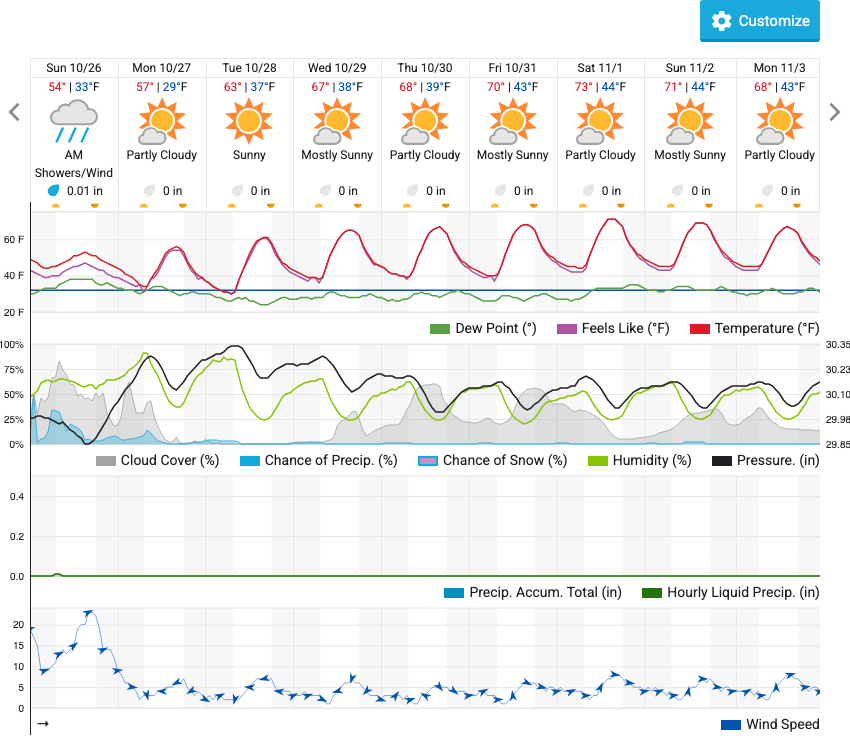 Customize
Sun 10/26 Mon 10/27 Tue 10/28 Wed 10/29 Thu 10/30 Fri 10/31 Sat 11/1 Sun 11/2 Mon 11/3
54° | 33°F 57° | 29°F 63° | 37°F 67° | 38°F 68° | 39°F 70° | 43°F 73° | 44°F 71° | 44°F 68° | 43°F
AM Partly Cloudy Sunny Mostly Sunny Partly Cloudy Mostly Sunny Partly Cloudy Mostly Sunny Partly Cloudy
Showers/Wind
0.01 in 0 in 0 in 0 in 0 in 0 in 0 in 0 in 0 in
60 F
40 F
20 F
Dew Point (°) Feels Like (°F) Temperature (°F)
100% 30.35
75% 30.23
50% 30.10
25% 29.98
0% 29.85
Cloud Cover (%) Chance of Precip. (%) Chance of Snow (%) Humidity (%) Pressure. (in)
0.4
0.2
0.0
Precip. Accum. Total (in) Hourly Liquid Precip. (in)
20
15
10
5
0
→ Wind Speed